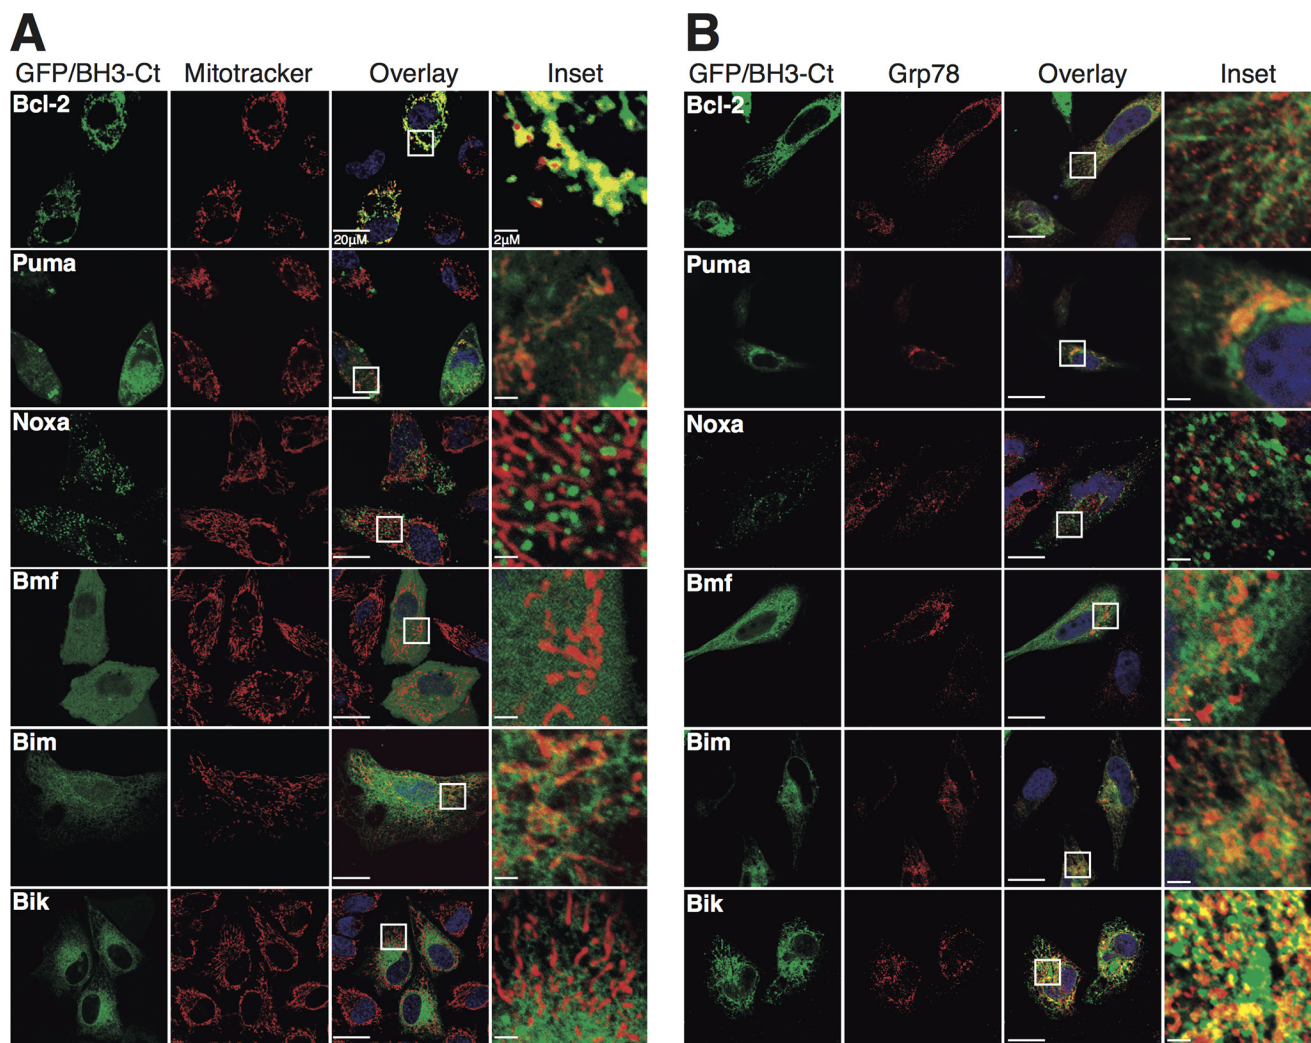 A
GFP/BH3-Ct Mitotracker Overlay Inset
Bcl-2
20µM 2µM
Puma
Noxa
Bmf
Bim
Bik
B
GFP/BH3-Ct Grp78 Overlay Inset
Bcl-2
Puma
Noxa
Bmf
Bim
Bik